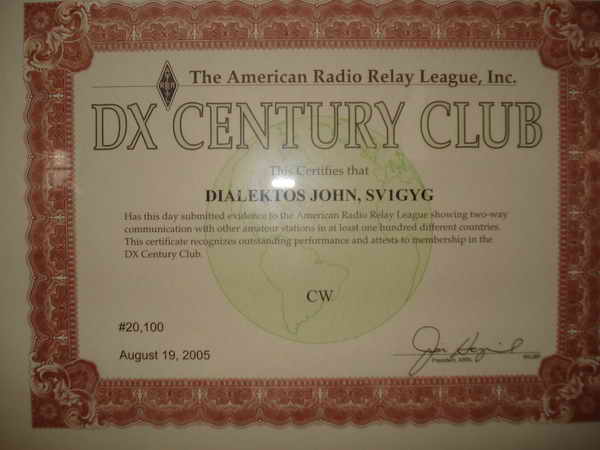 The American Radio Relay League, Inc.
DX CENTURY CLUB
This Certifies that
DIALEKTOS JOHN, SV1GYG
Has this day submitted evidence to the American Radio Relay League showing two-way
communication with other amateur stations in at least one hundred different countries.
This certificate recognizes outstanding performance and attests to membership in the
DX Century Club.
CW
#20,100
August 19, 2005
President, ARRL